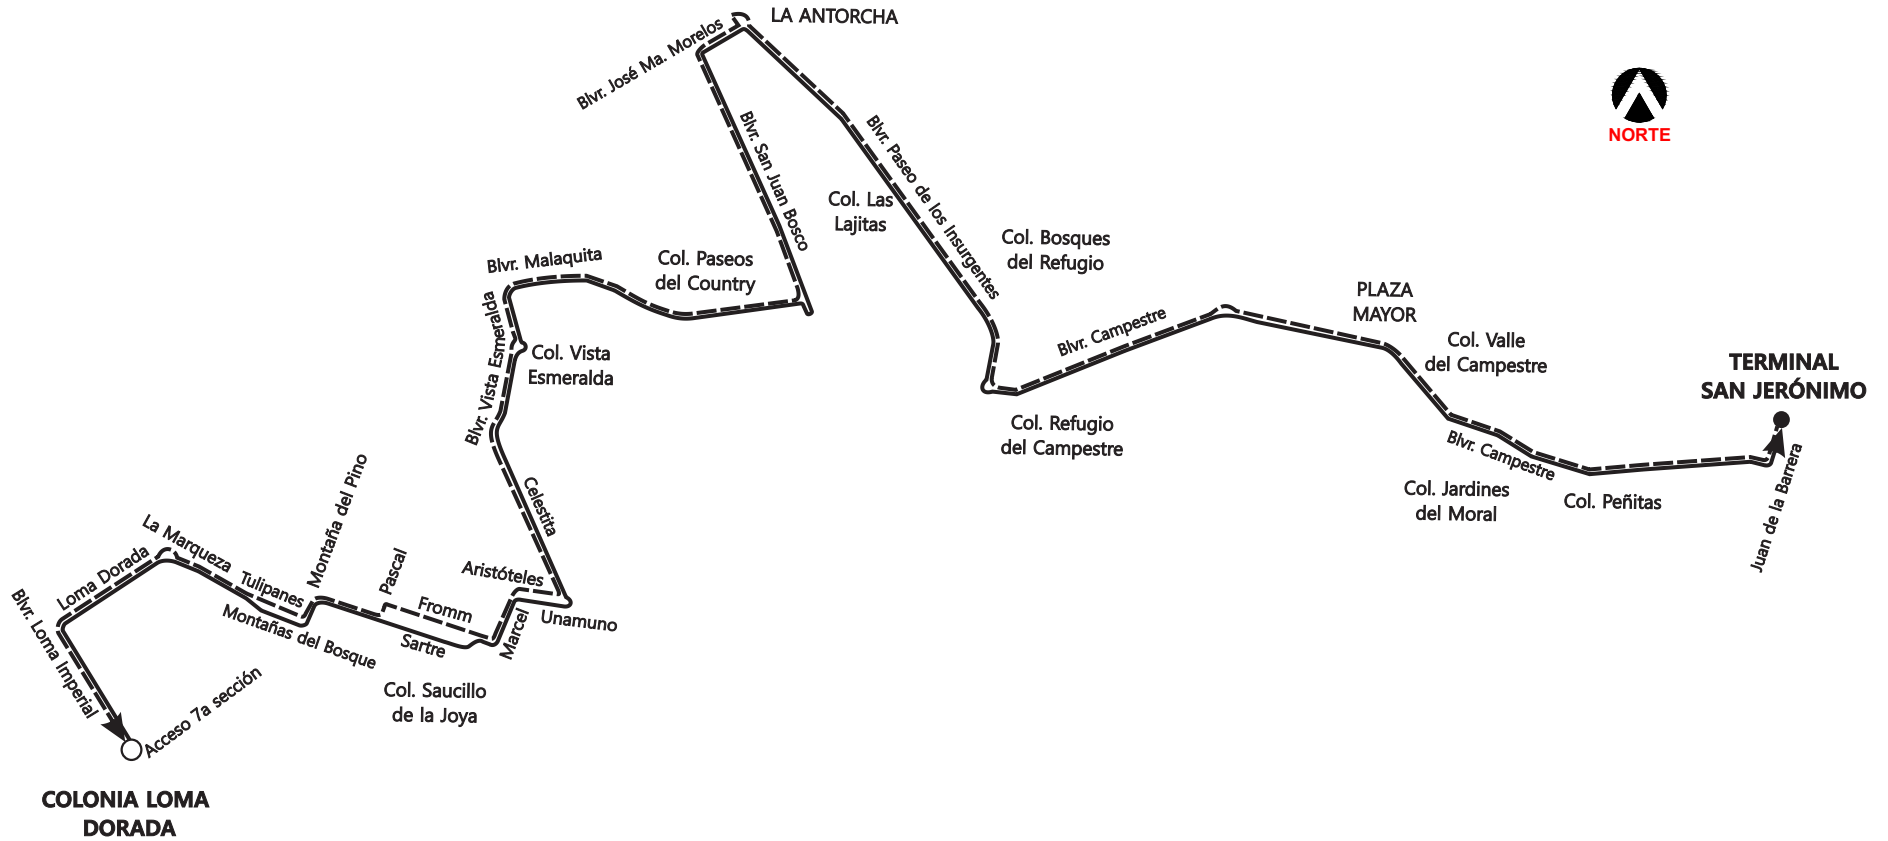 LA ANTORCHA
Blvr. José Ma. Morelos
NORTE
Blvr. San Juan Bosco
Blvr. Paseo de los Insurgentes
Col. Las
Lajitas
Col. Bosques
del Refugio
Blvr. Malaquita
Col. Paseos
del Country
PLAZA
MAYOR
Blvr. Campestre
Col. Valle
del Campestre
Blvr. Vista Esmeralda
Col. Vista
Esmeralda
TERMINAL
SAN JERÓNIMO
Col. Refugio
del Campestre
Blvr. Campestre
Juan de la Barrera
Col. Jardines
del Moral
Col. Peñitas
Celestita
Montaña del Pino
La Marqueza
Loma Dorada
Tulipanes
Pascal
Aristóteles
Fromm
Blvr. Loma Imperial
Montañas del Bosque
Sartre
Marcel
Unamuno
Acceso 7a sección
Col. Saucillo
de la Joya
COLONIA LOMA
DORADA